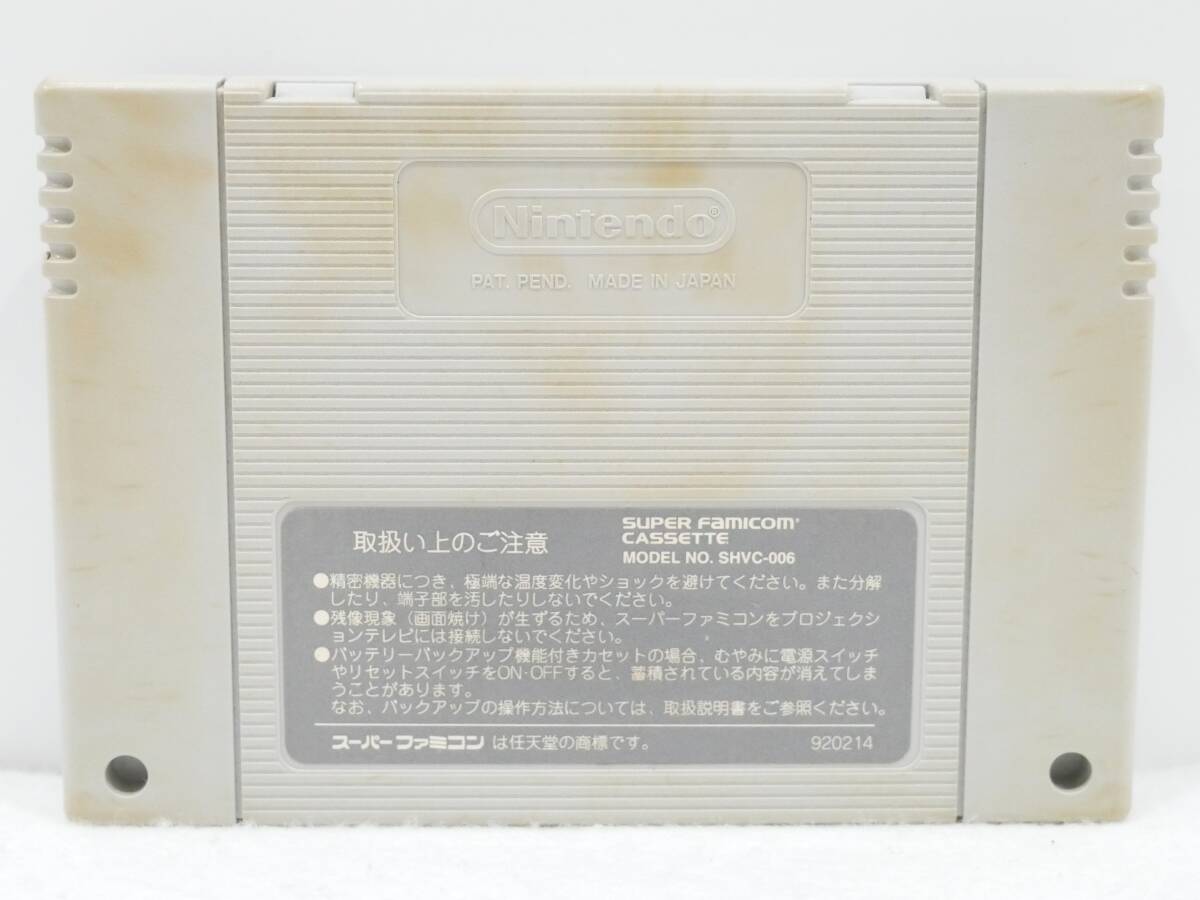 Nintendo®
PAT. PEND. MADE IN JAPAN
取扱い上のご注意
SUPER FAMICOM
CASSETTE
MODEL NO. SHVC-006
●精密機器につき、極端な温度変化やショックを避けてください。また分解
したり、端子部を汚したりしないでください。
●残像現象（画面焼け）が生ずるため、スーパーファミコンをプロジェクシ
ョンテレビには接続しないでください。
●バッテリーバックアップ機能付きカセットの場合、むやみに電源スイッチ
やリセットスイッチをON·OFFすると、蓄積されている内容が消えてしま
うことがあります。
なお、バックアップの操作方法については、取扱説明書をご参照ください。
スーパーファミコンは任天堂の商標です。 920214